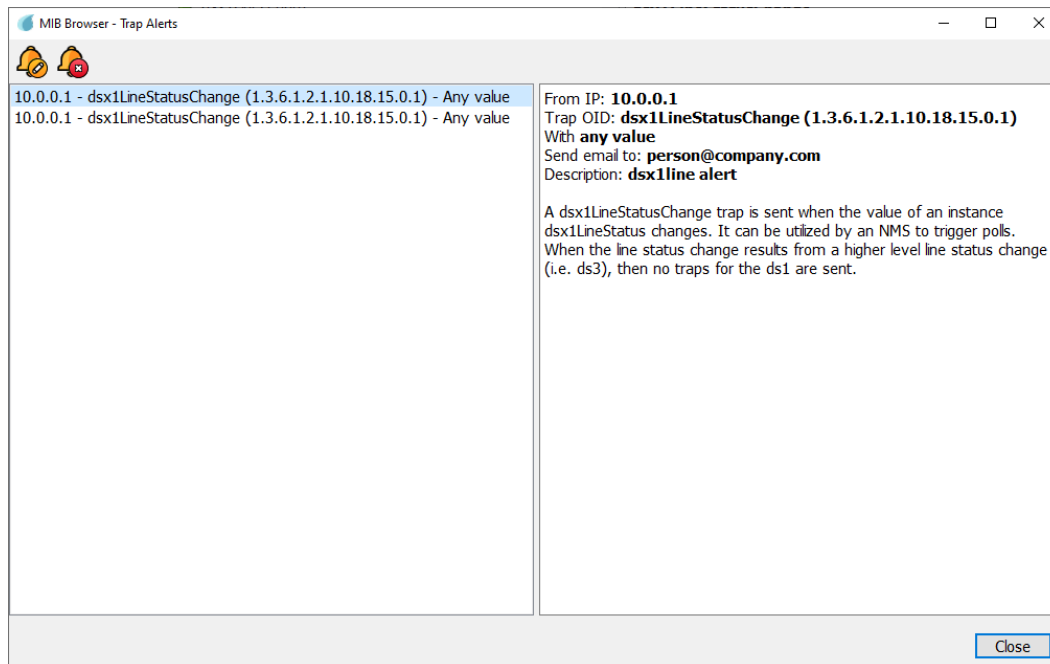 MIB Browser - Trap Alerts
10.0.0.1 - dsx1LineStatusChange (1.3.6.1.2.1.10.18.15.0.1) - Any value
10.0.0.1 - dsx1LineStatusChange (1.3.6.1.2.1.10.18.15.0.1) - Any value
From IP: 10.0.0.1
Trap OID: dsx1LineStatusChange (1.3.6.1.2.1.10.18.15.0.1)
With any value
Send email to: person@company.com
Description: dsx1line alert
A dsx1LineStatusChange trap is sent when the value of an instance
dsx1LineStatus changes. It can be utilized by an NMS to trigger polls.
When the line status change results from a higher level line status change
(i.e. ds3), then no traps for the ds1 are sent.
Close